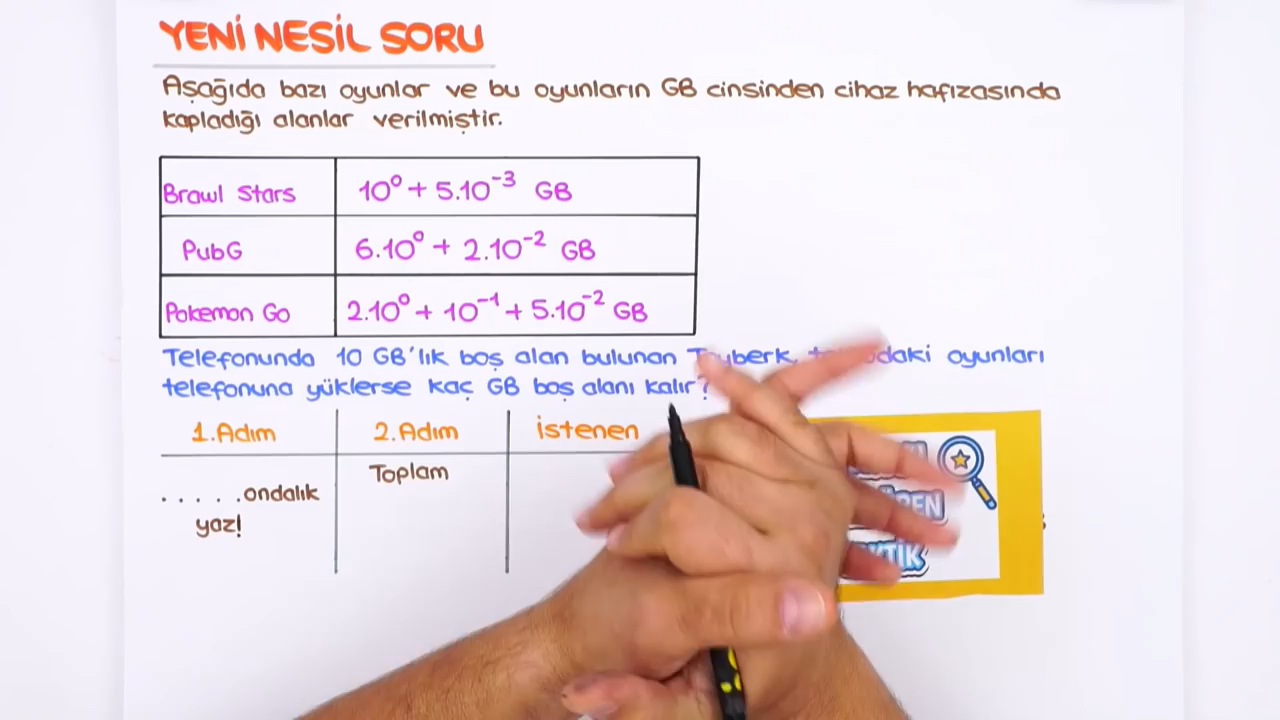 YENİ NESİL SORU
Aşağıda bazı oyunlar ve bu oyunların GB cinsinden cihaz hafızasında
kapladığı alanlar verilmiştir.
Brawl Stars 10⁰ + 5.10⁻³ GB
PubG 6.10⁰ + 2.10⁻² GB
Pokemon Go 2.10⁰ + 10⁻¹ + 5.10⁻² GB
Telefonunda 10 GB'lık boş alan bulunan oyunları
telefonuna yüklerse kaç GB boş alanı kalır?
1.Adım 2.Adım İstenen
.....ondalık Toplam
yaz!